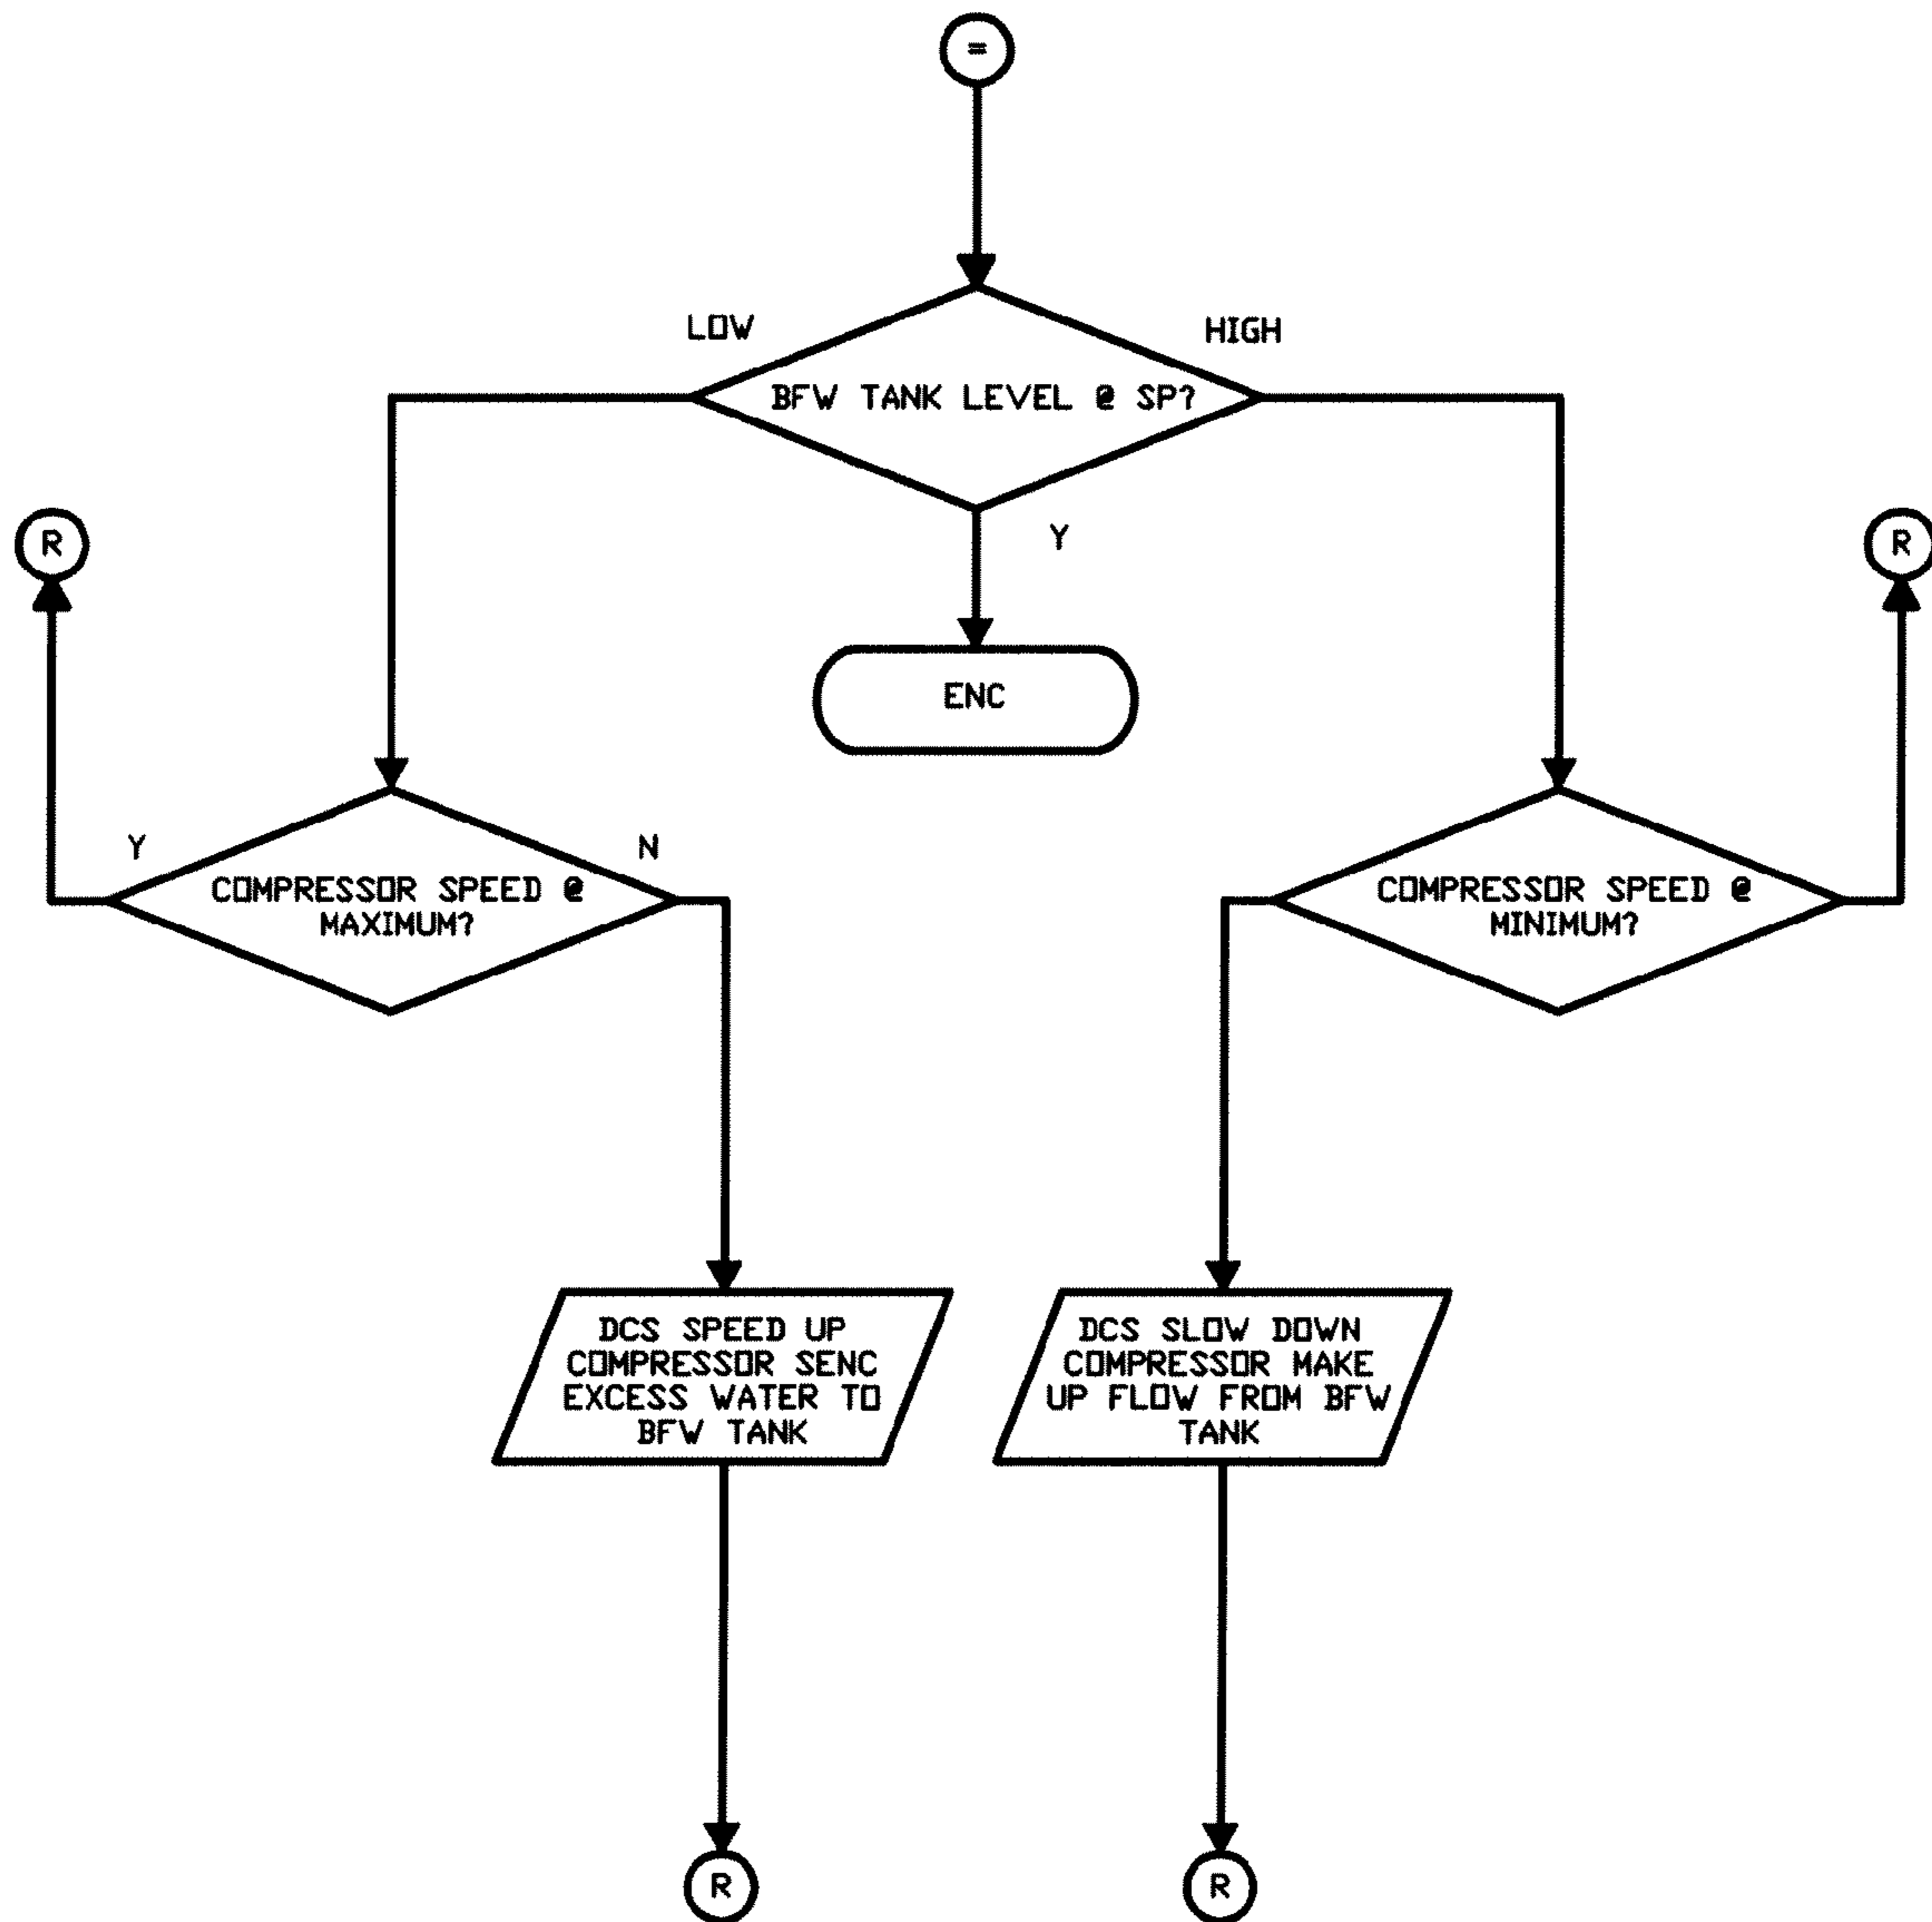 =
LOW
HIGH
BFW TANK LEVEL @ SP?
Y
R
R
ENC
Y
N
COMPRESSOR SPEED @
MAXIMUM?
COMPRESSOR SPEED @
MINIMUM?
DCS SPEED UP
COMPRESSOR SENC
EXCESS WATER TO
BFW TANK
DCS SLOW DOWN
COMPRESSOR MAKE
UP FLOW FROM BFW
TANK
R
R